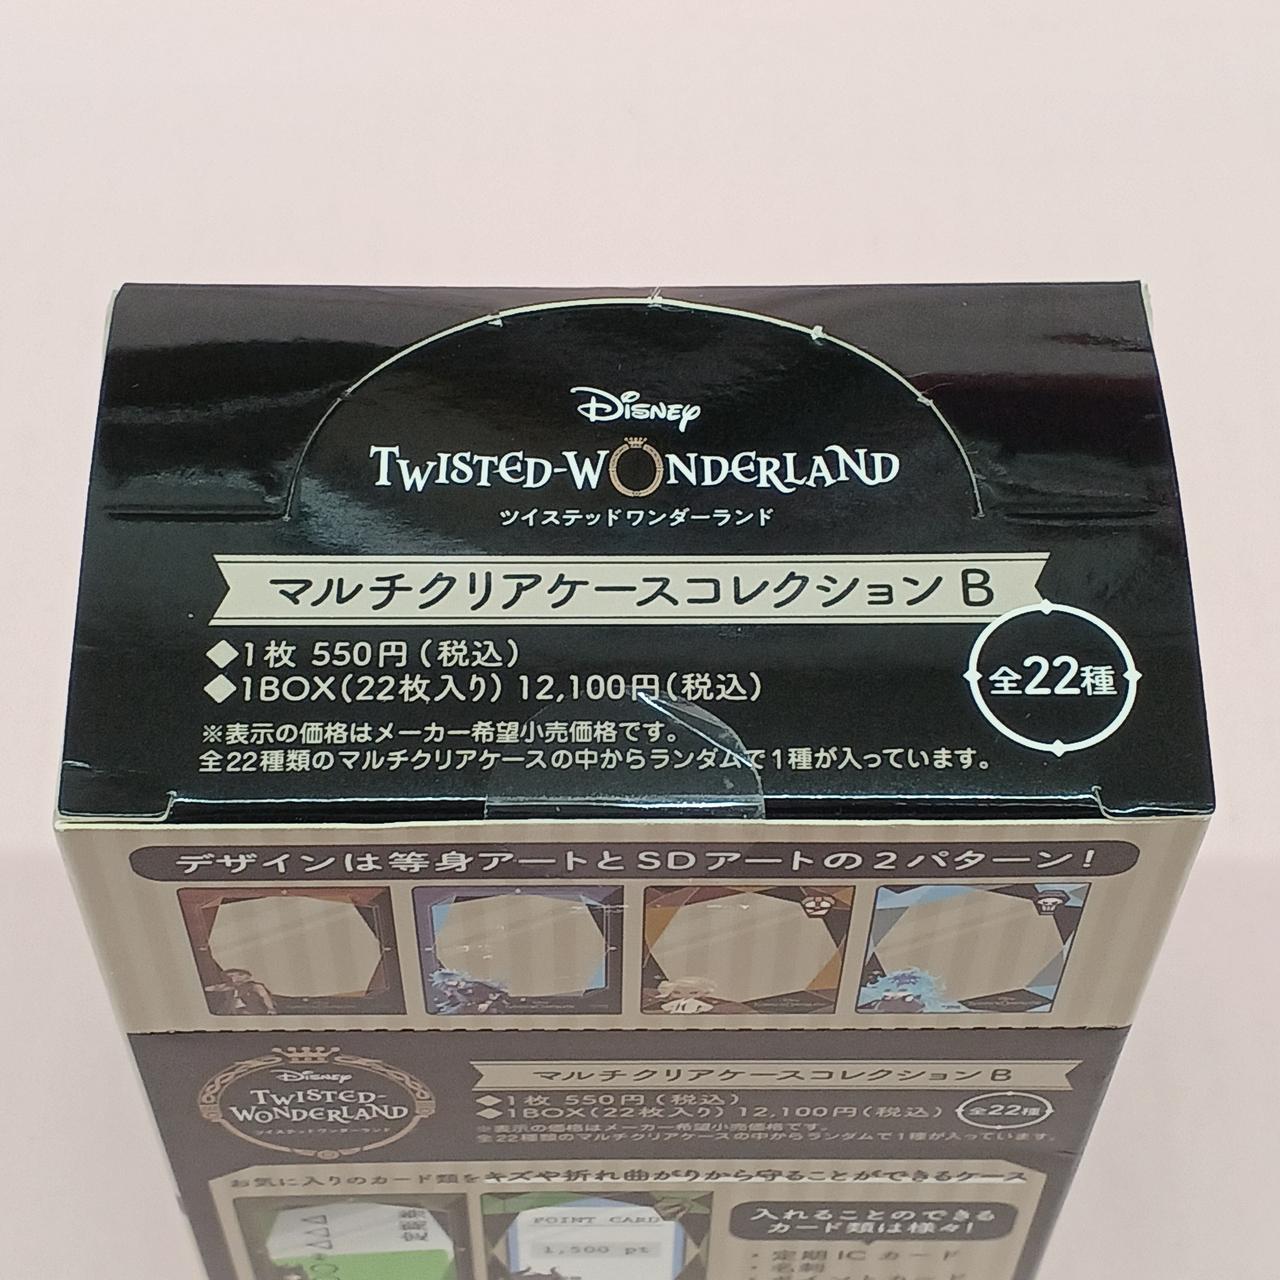 Disney
TWISTED-WONDERLAND
ツイステッドワンダーランド
マルチクリアケースコレクション B
◆1枚 550円(税込)
◆1BOX(22枚入り) 12,100円(税込)
全22種
※表示の価格はメーカー希望小売価格です。
全22種類のマルチクリアケースの中からランダムで1種が入っています。
デザインは等身アートとSDアートの2パターン!
Disney
TWISTED-
WONDERLAND
ツイステッドワンダーランド
マルチクリアケースコレクション B
◆1枚 550円(税込)
◆1BOX(22枚入り) 12,100円(税込)
全22種
※表示の価格はメーカー希望小売価格です。
全22種類のマルチクリアケースの中からランダムで1種が入っています。
お気に入りのカード類をキズや折れ曲がりから守ることができるケース
POINT CARD
1,500 pt
入れることのできる
カード類は様々!
・定期ICカード
・名刺
・ポイントカード